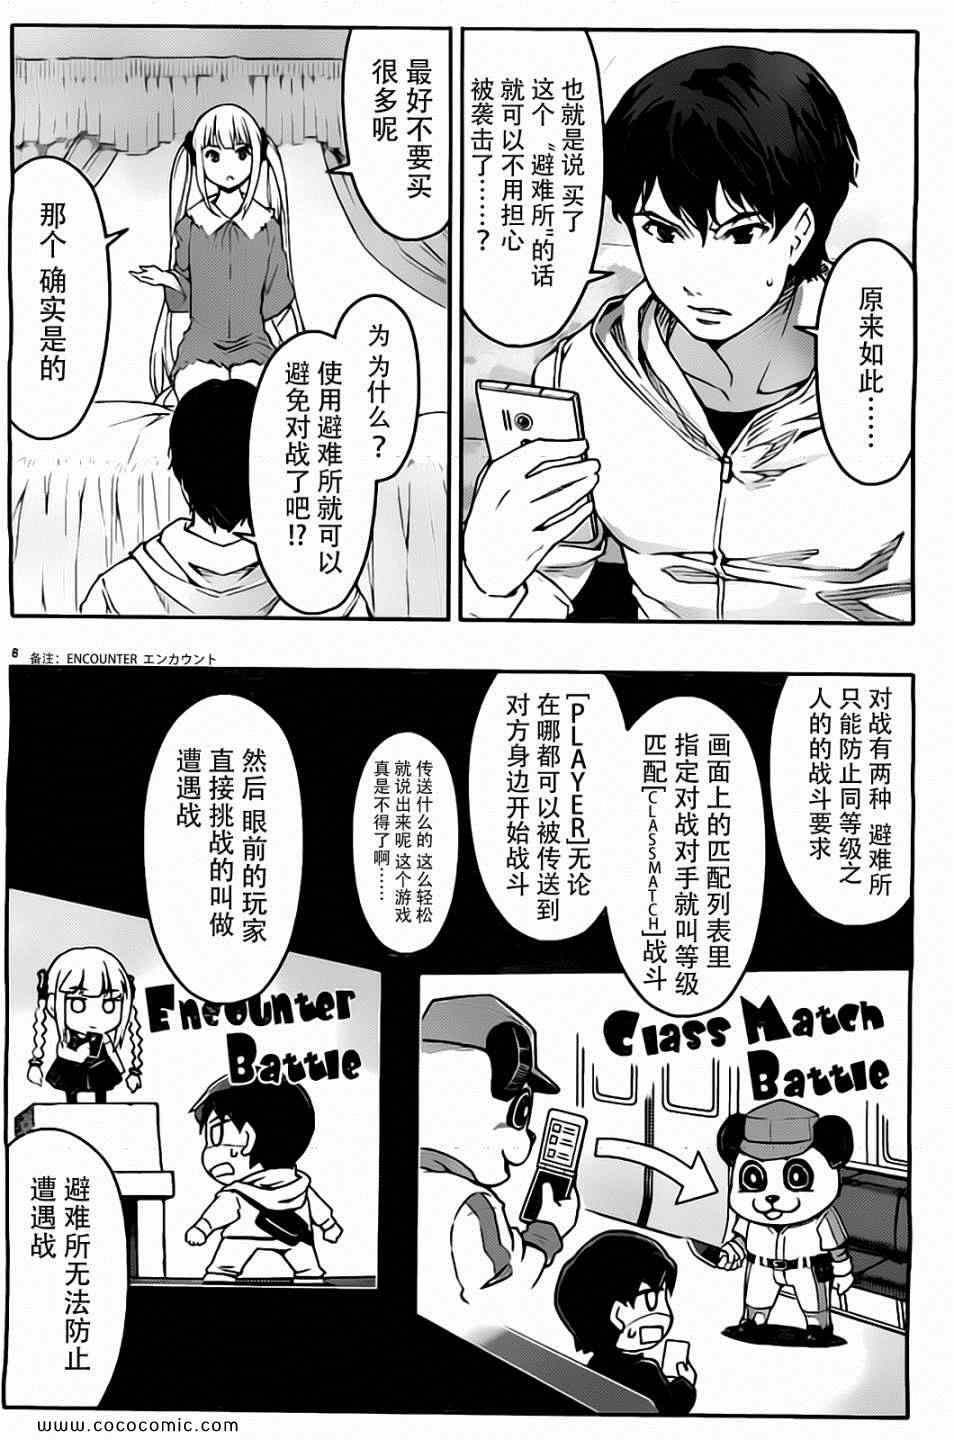 原来如此……
也就是说 买了
这个〝避难所〞的话
就可以不用担心
被袭击了……?
最好不要买
很多呢
为 为什么?
使用避难所就可以
避免对战了吧!?
那个 确实是的
6
备注: ENCOUNTER エンカウント
对战有两种 避难所
只能防止同等级之
人的的战斗要求
画面上的匹配列表里
指定对战对手就叫等级
匹配[CLASSMATCH]战斗
[PLAYER]无论
在哪都可以被传送到
对方身边开始战斗
传送什么的 这么轻松
就说出来呢 这个游戏
真是不得了啊……
Class Match
Battle
然后 眼前的玩家
直接挑战的叫做
遭遇战
Encounter
Battle
避难所无法防止
遭遇战
www.cococomic.com